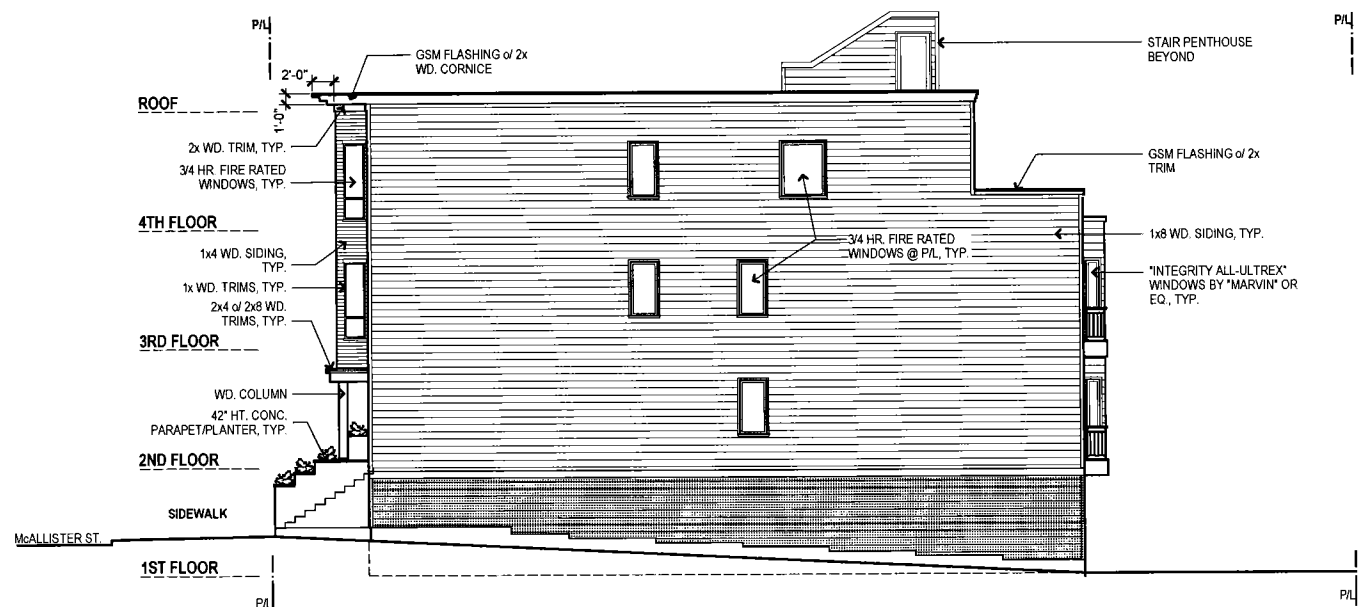 P/L
P/L
GSM FLASHING o/ 2x
WD. CORNICE
STAIR PENTHOUSE
BEYOND
2'-0"
ROOF
1'-0"
2x WD. TRIM, TYP.
3/4 HR. FIRE RATED
WINDOWS, TYP.
GSM FLASHING o/ 2x
TRIM
4TH FLOOR
1x4 WD. SIDING,
TYP.
3/4 HR. FIRE RATED
WINDOWS @ P/L, TYP.
1x8 WD. SIDING, TYP.
1x WD. TRIMS, TYP.
2x4 o/ 2x8 WD.
TRIMS, TYP.
"INTEGRITY ALL-ULTREX"
WINDOWS BY "MARVIN" OR
EQ., TYP.
3RD FLOOR
WD. COLUMN
42" HT. CONC.
PARAPET/PLANTER, TYP.
2ND FLOOR
SIDEWALK
McALLISTER ST.
1ST FLOOR
P/L
P/L